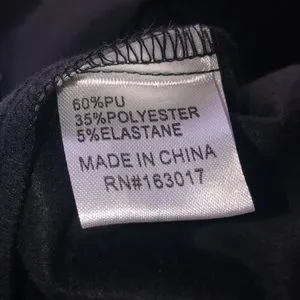 60%PU
35%POLYESTER
5%ELASTANE
MADE IN CHINA
RN#163017